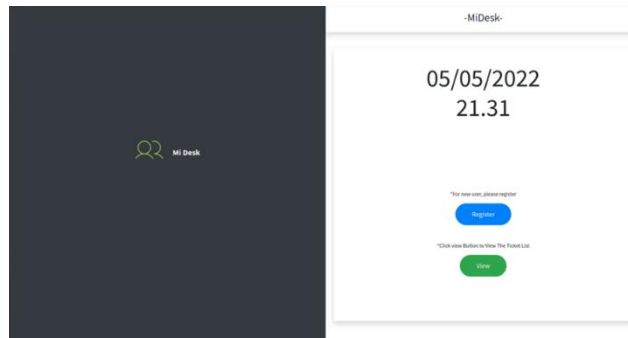 Mi Desk
-MiDesk-
05/05/2022
21.31
*For new user, please register
Register
*Click view Button to View The Ticket List
View